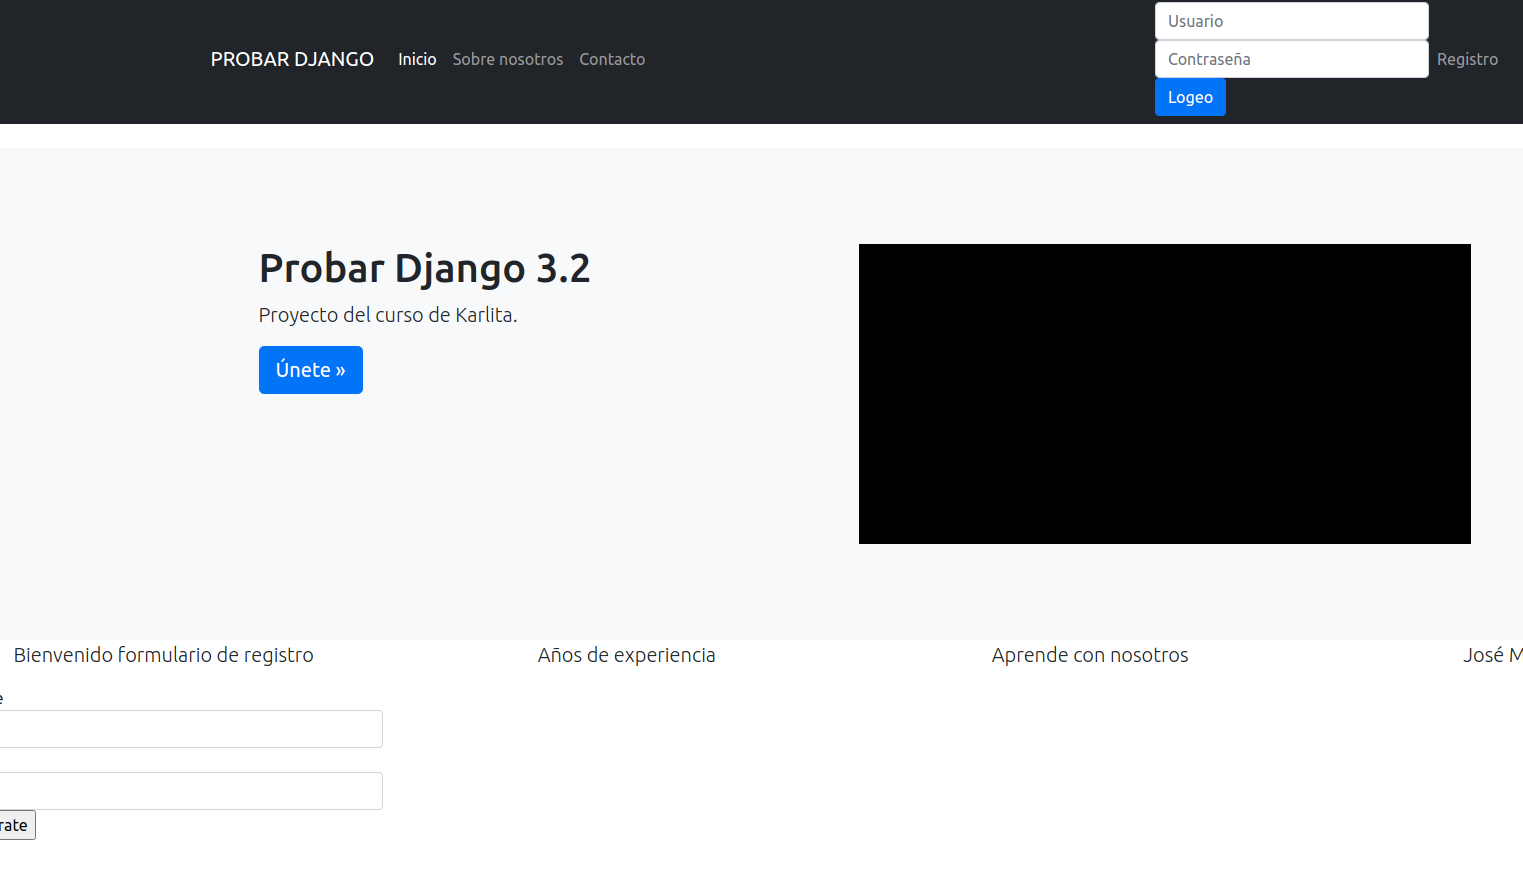 Usuario
PROBAR DJANGO Inicio Sobre nosotros Contacto Contraseña Registro
Logeo
Probar Django 3.2
Proyecto del curso de Karlita.
Únete »
Bienvenido formulario de registro Años de experiencia Aprende con nosotros José